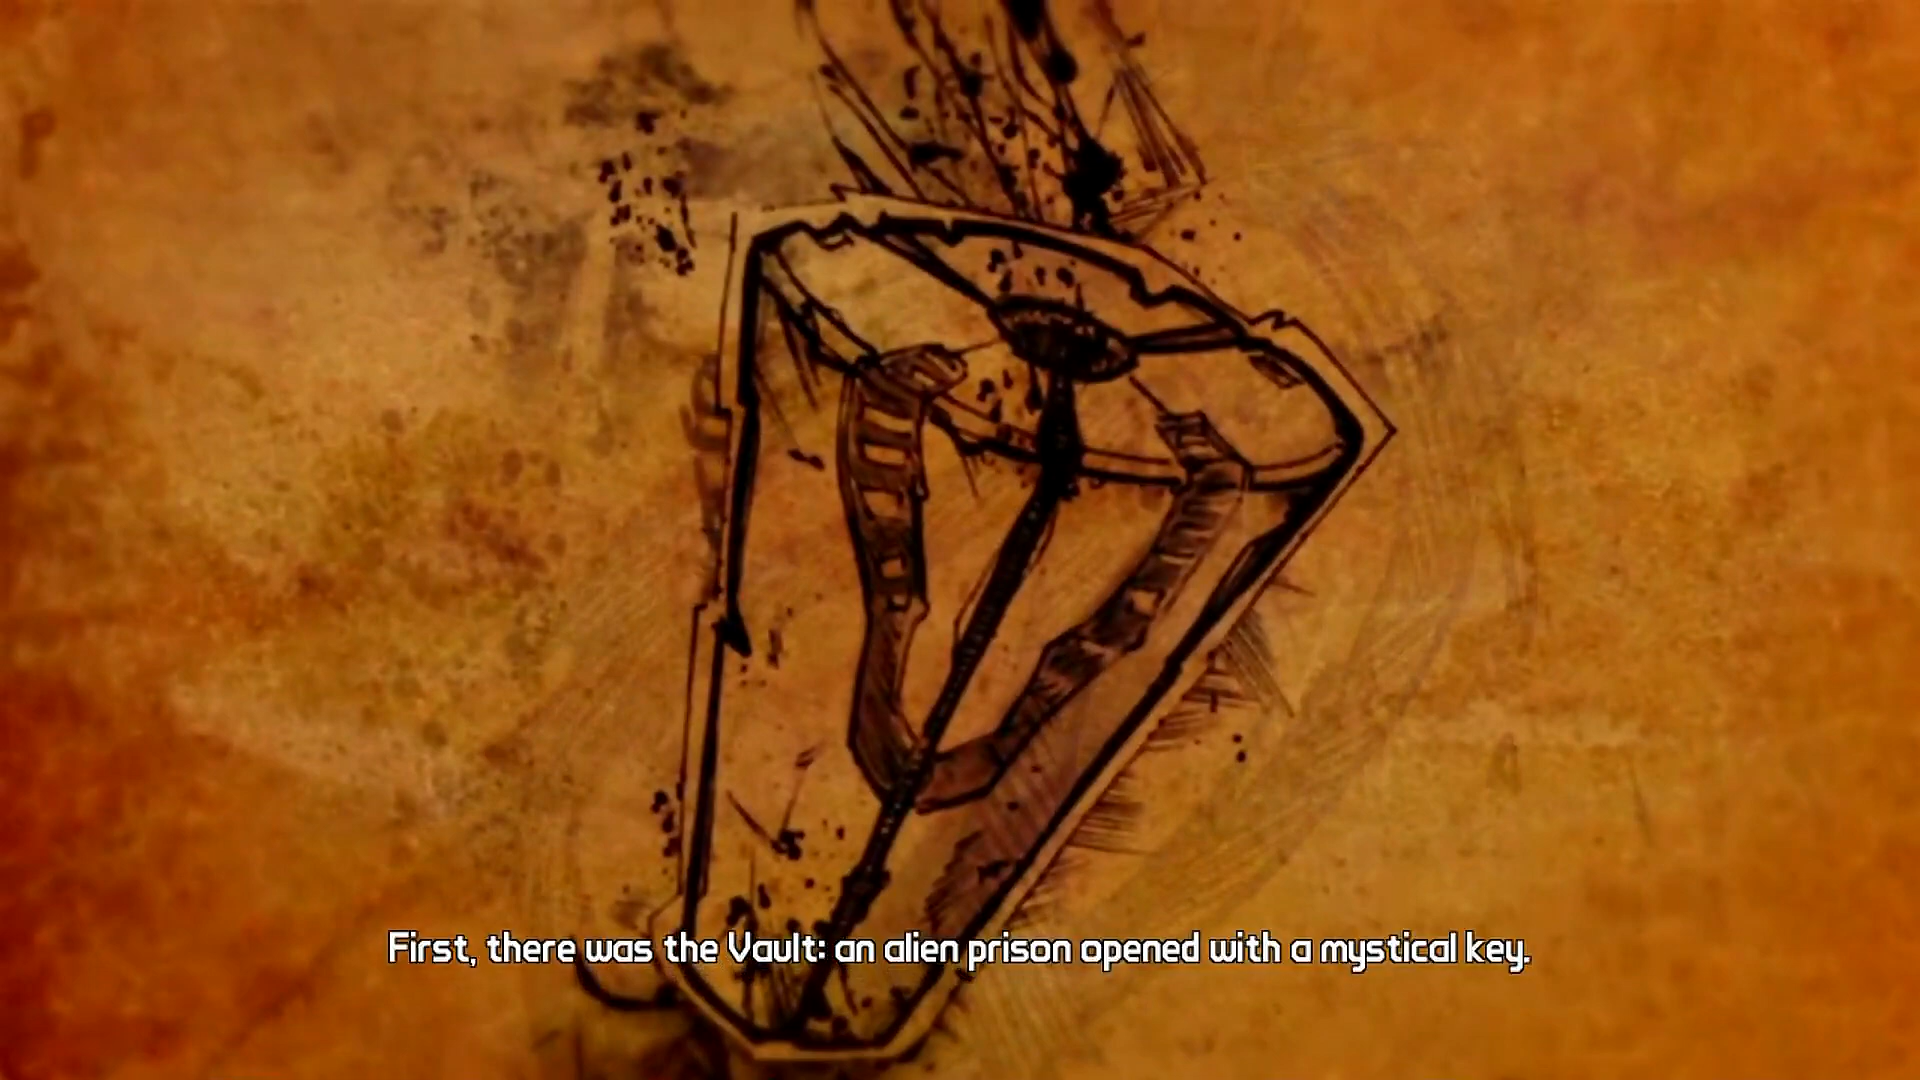 First, there was the Vault: an alien prison opened with a mystical key.